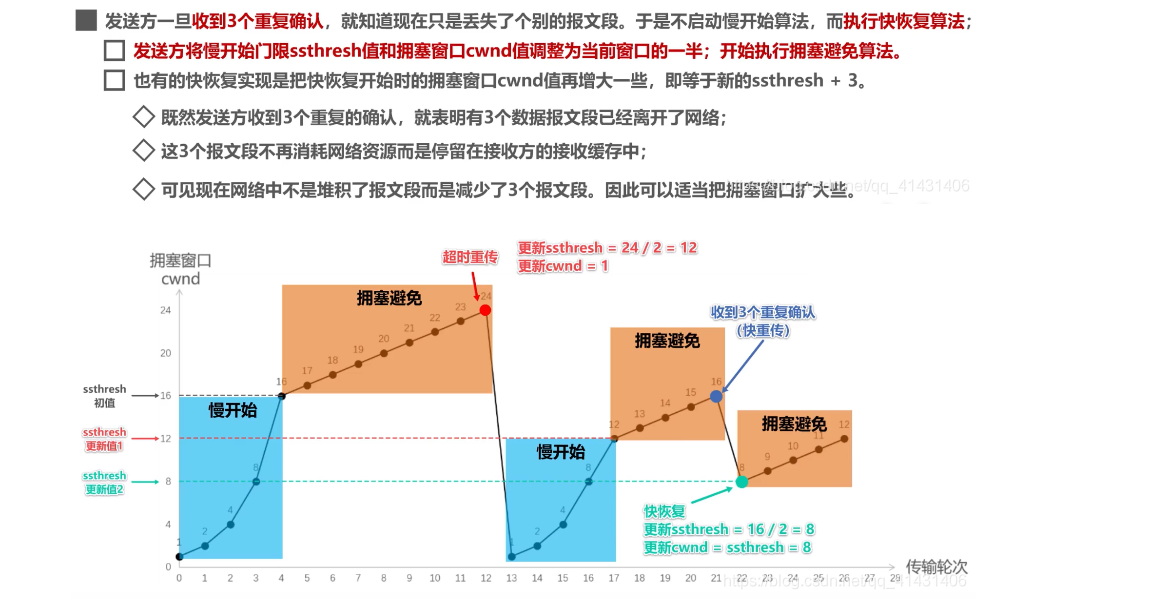 发送方一旦收到3个重复确认，就知道现在只是丢失了个别的报文段。于是不启动慢开始算法，而执行快恢复算法；
发送方将慢开始门限ssthresh值和拥塞窗口cwnd值调整为当前窗口的一半；开始执行拥塞避免算法。
也有的快恢复实现是把快恢复开始时的拥塞窗口cwnd值再增大一些，即等于新的ssthresh + 3。
既然发送方收到3个重复的确认，就表明有3个数据报文段已经离开了网络；
这3个报文段不再消耗网络资源而是停留在接收方的接收缓存中；
可见现在网络中不是堆积了报文段而是减少了3个报文段。因此可以适当把拥塞窗口扩大些。
net/qq_41431406
拥塞窗口
cwnd
超时重传
更新ssthresh = 24 / 2 = 12
更新cwnd = 1
拥塞避免
收到3个重复确认
（快重传）
拥塞避免
拥塞避免
慢开始
慢开始
ssthresh
初值
ssthresh
更新值1
ssthresh
更新值2
24
20
16
12
8
4
0
1
2
4
8
16
17
18
19
20
21
22
23
24
1
2
4
8
12
13
14
15
16
8
9
10
11
12
快恢复
更新ssthresh = 16 / 2 = 8
更新cwnd = ssthresh = 8
0 1 2 3 4 5 6 7 8 9 10 11 12 13 14 15 16 17 18 19 20 21 22 23 24 25 26 27 28
传输轮次
https://blog.csdn.net/qq_41431406